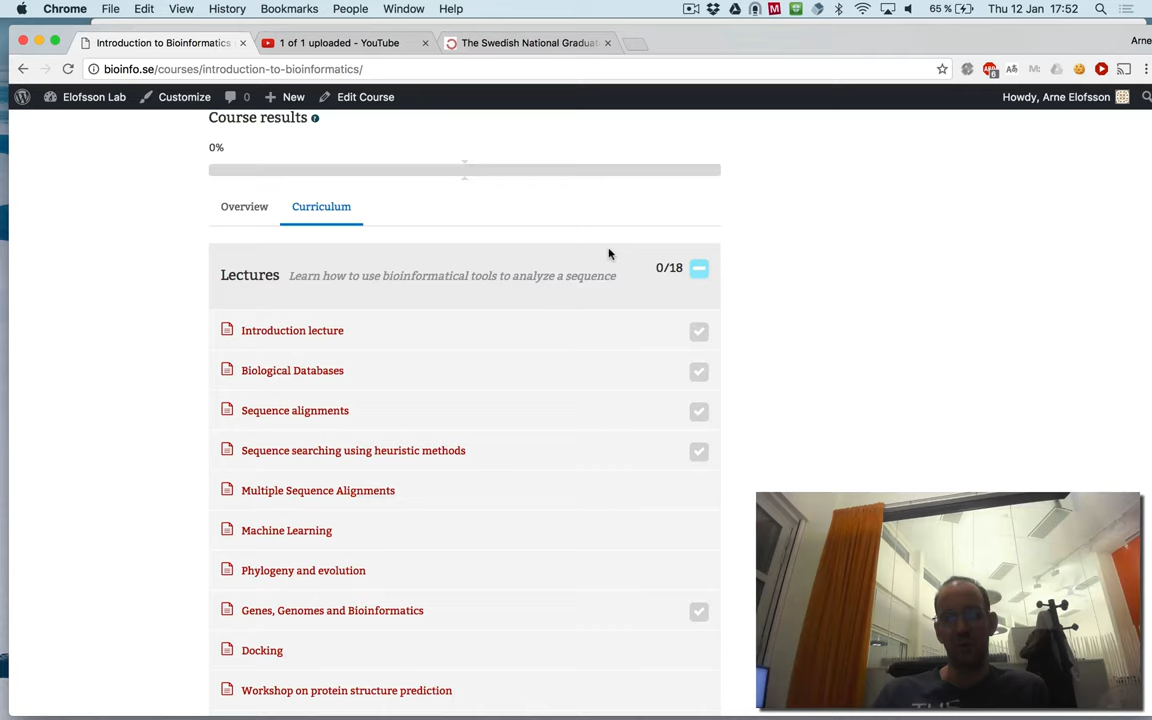 Chrome File Edit View History Bookmarks People Window Help 65 % Thu 12 Jan 17:52
Introduction to Bioinformatics 1 of 1 uploaded - YouTube The Swedish National Graduat Arne
bioinfo.se/courses/introduction-to-bioinformatics/
Elofsson Lab Customize 0 New Edit Course Howdy, Arne Elofsson
Course results
0%
Overview Curriculum
Lectures Learn how to use bioinformatical tools to analyze a sequence 0/18
Introduction lecture
Biological Databases
Sequence alignments
Sequence searching using heuristic methods
Multiple Sequence Alignments
Machine Learning
Phylogeny and evolution
Genes, Genomes and Bioinformatics
Docking
Workshop on protein structure prediction
THE